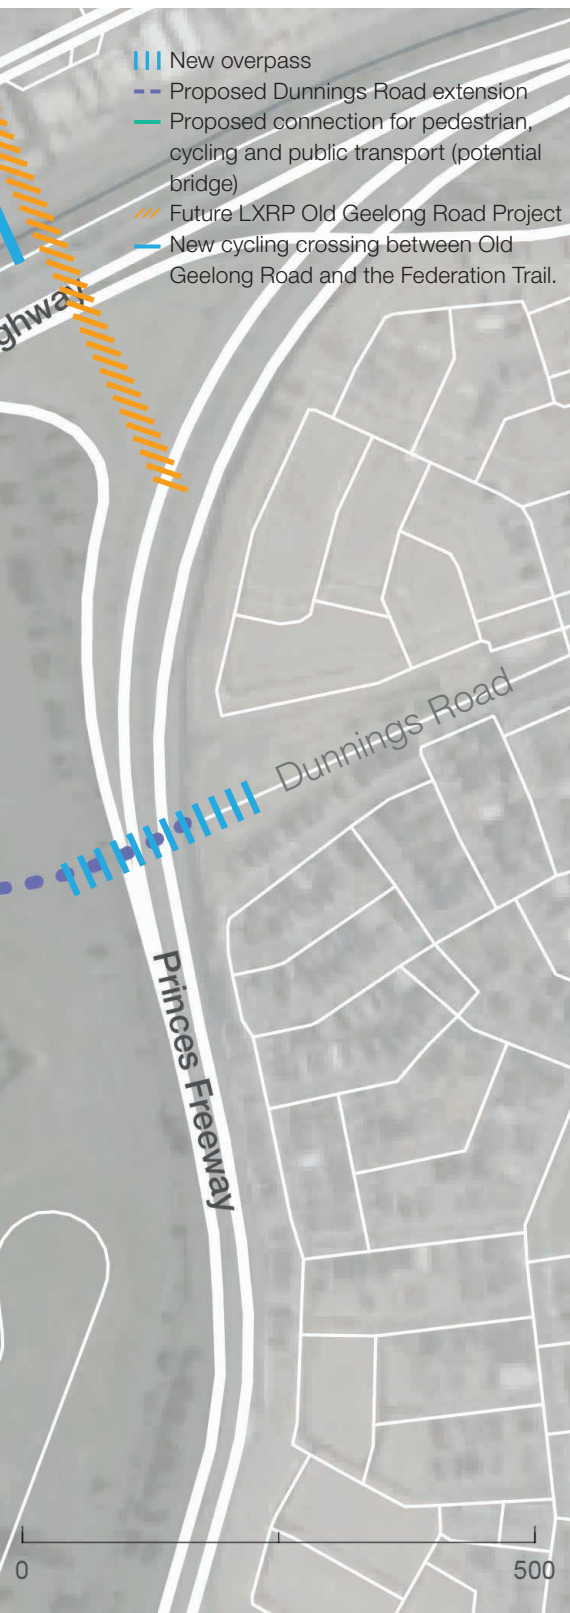 New overpass
Proposed Dunnings Road extension
Proposed connection for pedestrian,
cycling and public transport (potential
bridge)
Future LXRP Old Geelong Road Project
New cycling crossing between Old
Geelong Road and the Federation Trail.
ghway
Dunnings Road
Princes Freeway
0
500